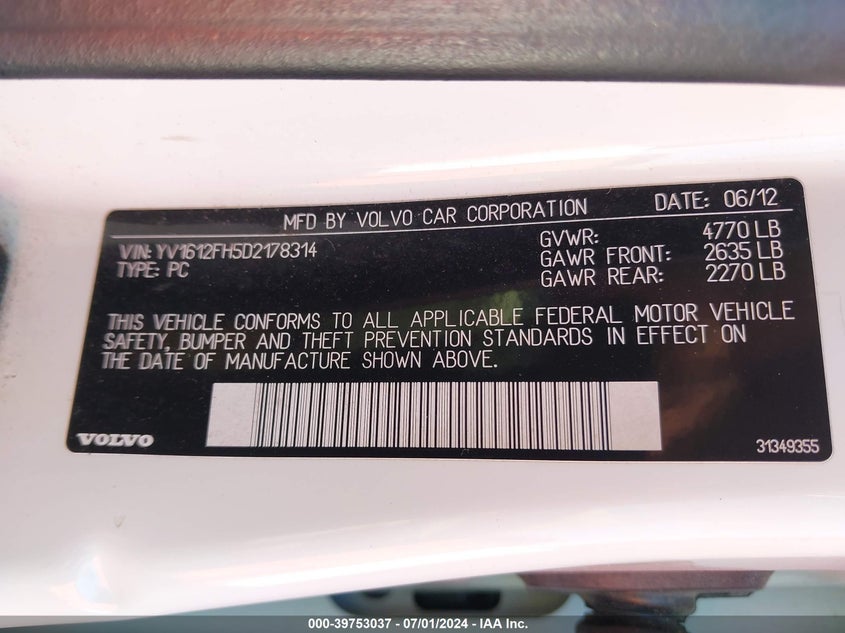 MFD BY VOLVO CAR CORPORATION DATE: 06/12
VIN: YV1612FH5D2178314
TYPE: PC
GVWR: 4770 LB
GAWR FRONT: 2635 LB
GAWR REAR: 2270 LB
THIS VEHICLE CONFORMS TO ALL APPLICABLE FEDERAL MOTOR VEHICLE
SAFETY, BUMPER AND THEFT PREVENTION STANDARDS IN EFFECT ON
THE DATE OF MANUFACTURE SHOWN ABOVE.
VOLVO
31349355
000-39753037 - 07/01/2024 - IAA Inc.